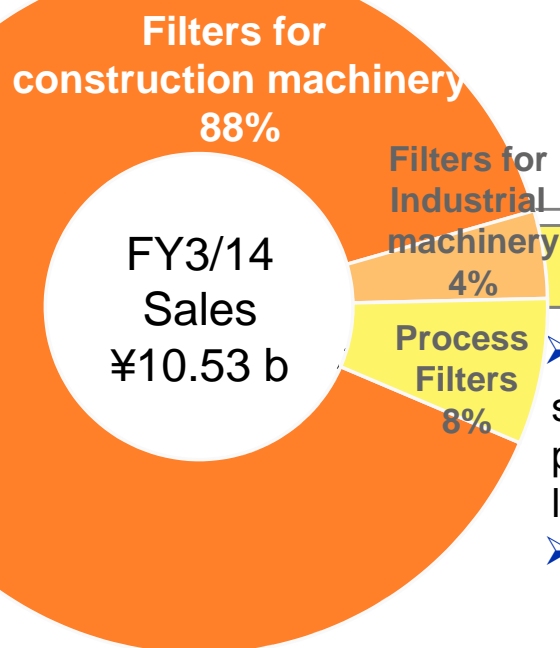 Filters for
construction machinery
88%
Filters for
Industrial
machinery
4%
FY3/14
Sales
¥10.53 b
Process
Filters
8%